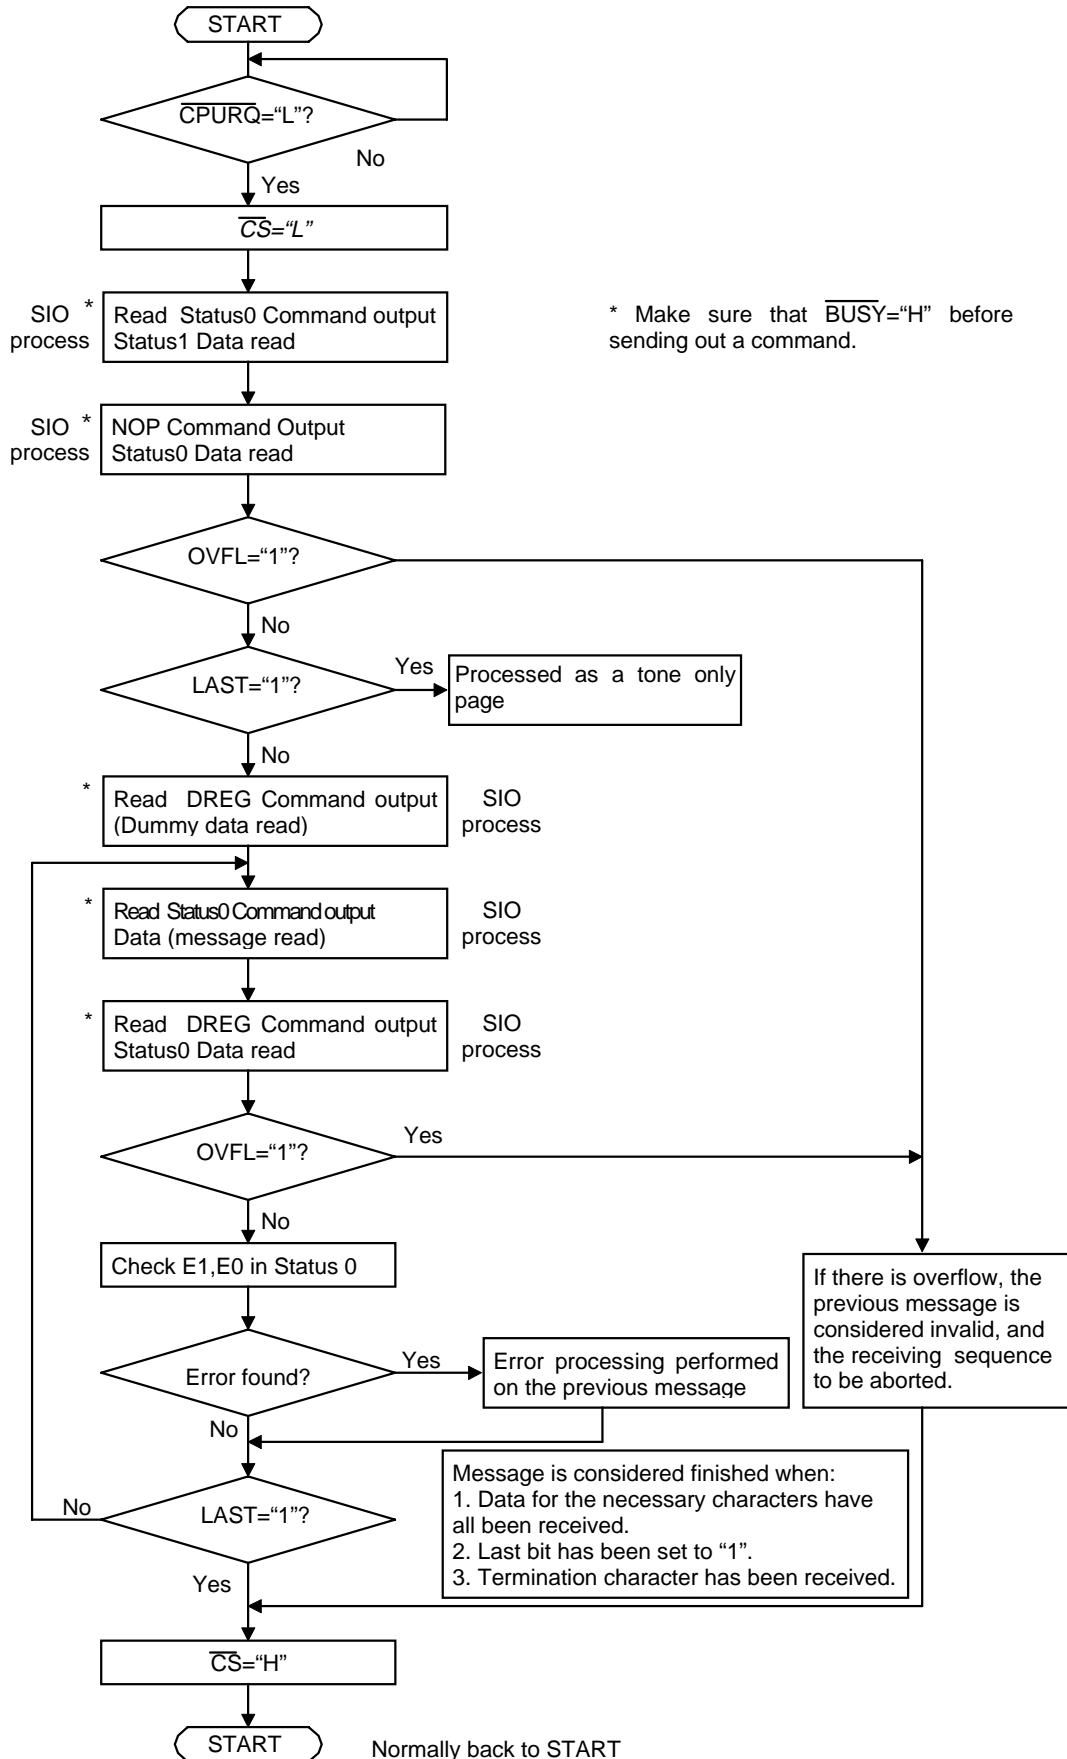 START
CPURQ="L"?
No
Yes
CS="L"
SIO *
process
Read Status0 Command output
Status1 Data read
* Make sure that BUSY="H" before
sending out a command.
SIO *
process
NOP Command Output
Status0 Data read
OVFL="1"?
No
LAST="1"?
Yes
Processed as a tone only
page
No
*
Read DREG Command output
(Dummy data read)
SIO
process
*
Read Status0 Command output
Data (message read)
SIO
process
*
Read DREG Command output
Status0 Data read
SIO
process
OVFL="1"?
Yes
No
Check E1,E0 in Status 0
If there is overflow, the
previous message is
considered invalid, and
the receiving sequence
to be aborted.
Error found?
Yes
Error processing performed
on the previous message
No
Message is considered finished when:
1. Data for the necessary characters have
all been received.
2. Last bit has been set to "1".
3. Termination character has been received.
No
LAST="1"?
Yes
CS="H"
START
Normally back to START